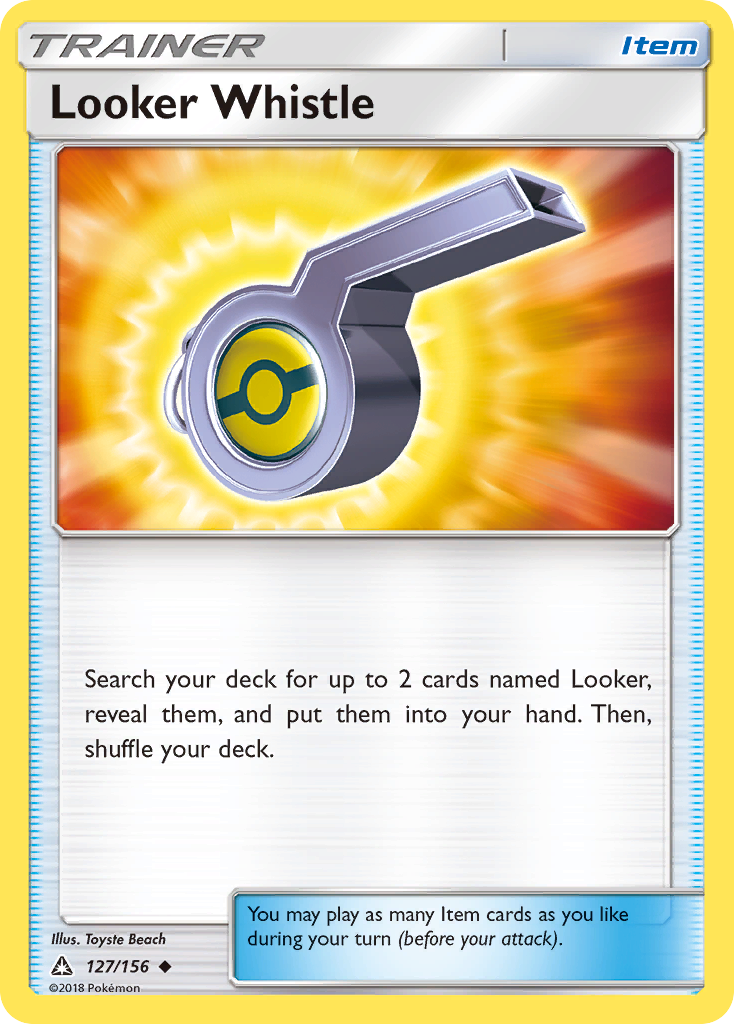 TRAINER
Item
Looker Whistle
Search your deck for up to 2 cards named Looker,
reveal them, and put them into your hand. Then,
shuffle your deck.
You may play as many Item cards as you like
during your turn (before your attack).
Illus. Toyste Beach
127/156
©2018 Pokémon